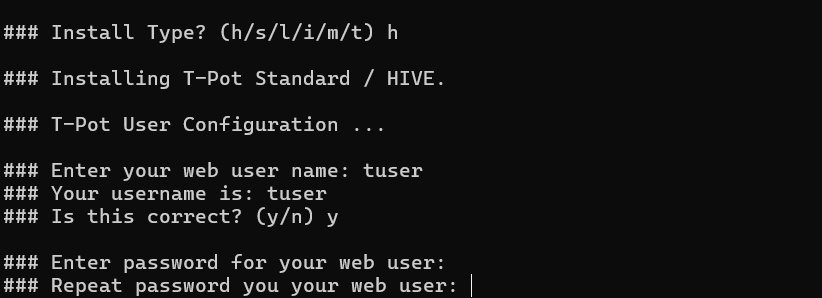 ### Install Type? (h/s/l/i/m/t) h
### Installing T-Pot Standard / HIVE.
### T-Pot User Configuration ...
### Enter your web user name: tuser
### Your username is: tuser
### Is this correct? (y/n) y
### Enter password for your web user:
### Repeat password you your web user: